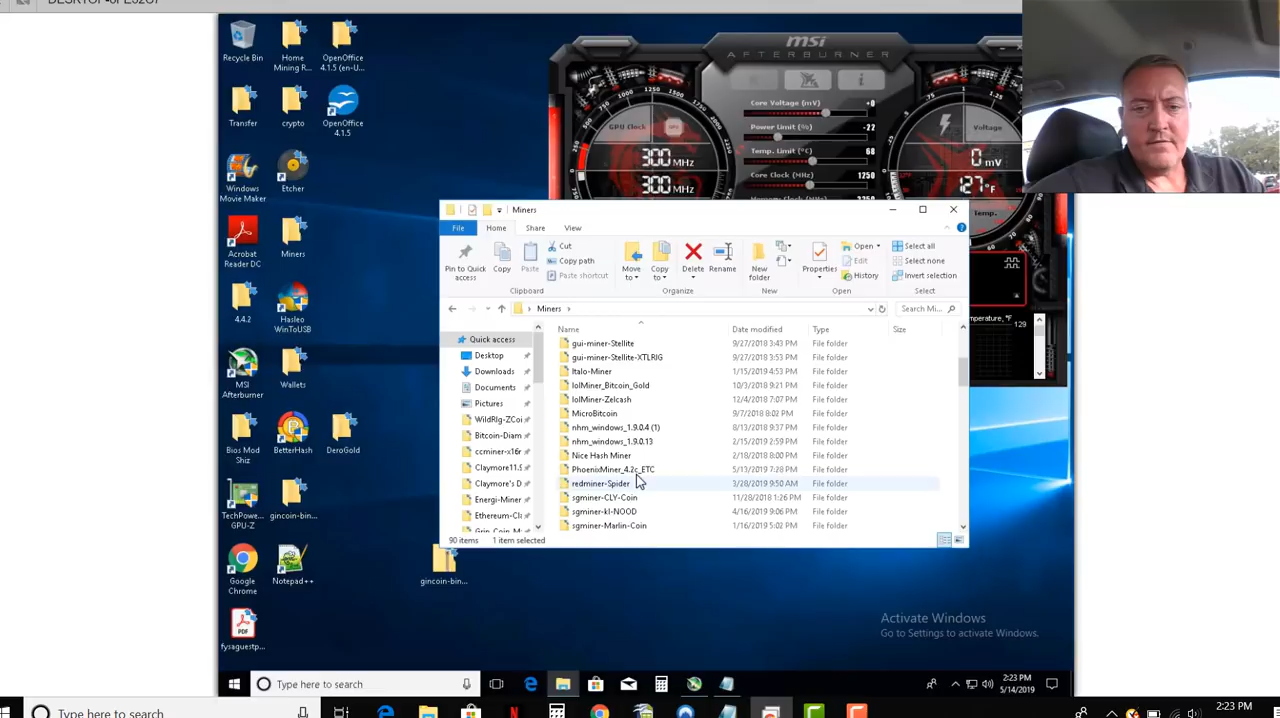 Recycle Bin
Home Mining R...
OpenOffice 4.1.5 (en-U...
Transfer
crypto
OpenOffice 4.1.5
Windows Movie Maker
Etcher
Acrobat Reader DC
Miners
4.4.2
Hasleo WinToUSB
MSI Afterburner
Wallets
Bios Mod Shiz
BetterHash
DeroGold
TechPowe... GPU-Z
gincoin-bin...
Google Chrome
Notepad++
gincoin-bin...
PDF
fysaguestp...
msi
AFTERBURNER
Core Voltage (mV) +0
Power Limit (%) -22
Temp. Limit (°C) 68
Core Clock (MHz) 1250
GPU Clock
300 MHz
300 MHz
Voltage
0 mV
127 °F
Temp.
129
Miners
File Home Share View
Pin to Quick access
Copy
Paste
Cut
Copy path
Paste shortcut
Move to
Copy to
Delete
Rename
New folder
Properties
Open
Edit
History
Select all
Select none
Invert selection
Clipboard Organize New Open Select
Miners
Search Mi...
Quick access
Desktop
Downloads
Documents
Pictures
WildRIg-ZCoi
Bitcoin-Diam
ccminer-x16r
Claymore11.9
Claymore's D
Energi-Miner
Ethereum-Cl
Name Date modified Type Size
gui-miner-Stellite 9/27/2018 3:43 PM File folder
gui-miner-Stellite-XTLRIG 9/27/2018 3:53 PM File folder
Italo-Miner 1/15/2019 4:53 PM File folder
lolMiner_Bitcoin_Gold 10/3/2018 9:21 PM File folder
lolMiner-Zelcash 12/4/2018 7:07 PM File folder
MicroBitcoin 9/7/2018 8:02 PM File folder
nhm_windows_1.9.0.4 (1) 8/13/2018 9:37 PM File folder
nhm_windows_1.9.0.13 2/15/2019 2:59 PM File folder
Nice Hash Miner 2/18/2018 8:00 PM File folder
PhoenixMiner_4.2c_ETC 5/13/2019 7:28 PM File folder
redminer-Spider 3/28/2019 9:50 AM File folder
sgminer-CLY-Coin 11/28/2018 1:26 PM File folder
sgminer-kl-NOOD 4/16/2019 9:06 PM File folder
sgminer-Marlin-Coin 1/16/2019 5:02 PM File folder
90 items 1 item selected
Activate Windows
Go to Settings to activate Windows.
Type here to search
2:23 PM
5/14/2019
Type here to search
2:23 PM